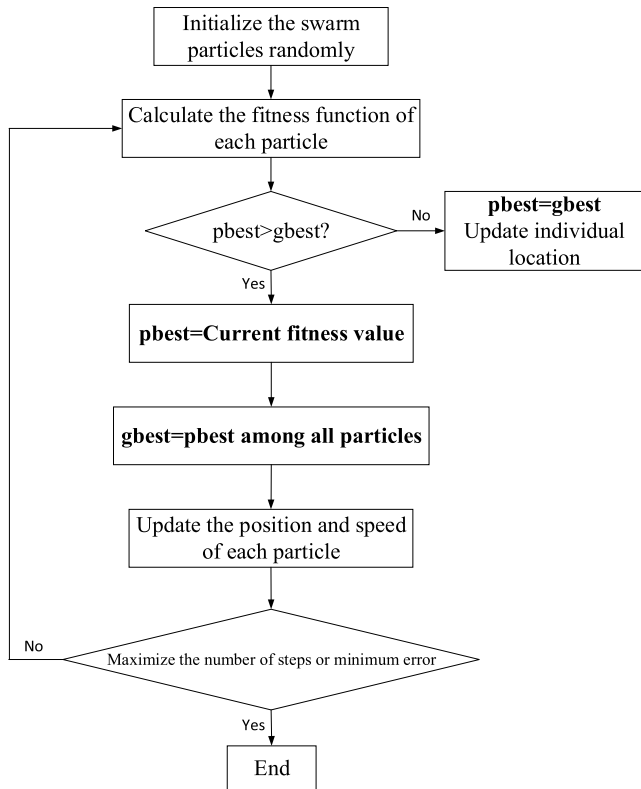 Initialize the swarm
particles randomly
Calculate the fitness function of
each particle
pbest>gbest?
No
pbest=gbest
Update individual
location
Yes
pbest=Current fitness value
gbest=pbest among all particles
Update the position and speed
of each particle
No
Maximize the number of steps or minimum error
Yes
End